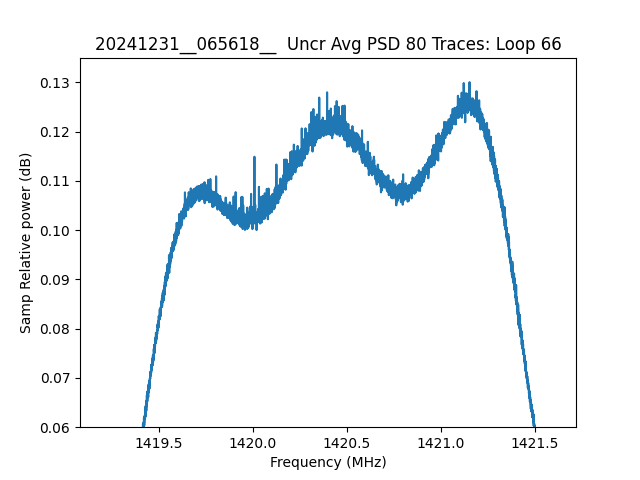 20241231__065618__  Uncr Avg PSD 80 Traces: Loop 66
Samp Relative power (dB)
0.13
0.12
0.11
0.10
0.09
0.08
0.07
0.06
1419.5 1420.0 1420.5 1421.0 1421.5
Frequency (MHz)